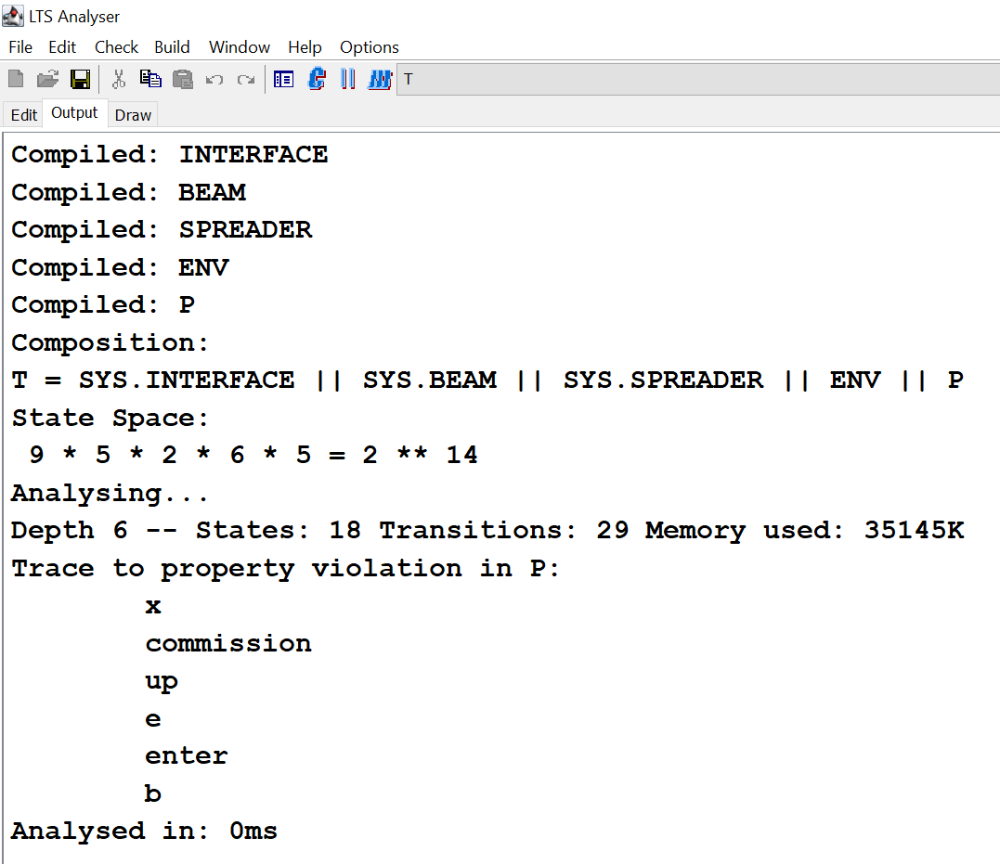 LTS Analyser
File Edit Check Build Window Help Options
T
Edit Output Draw
Compiled: INTERFACE
Compiled: BEAM
Compiled: SPREADER
Compiled: ENV
Compiled: P
Composition:
T = SYS.INTERFACE || SYS.BEAM || SYS.SPREADER || ENV || P
State Space:
9 * 5 * 2 * 6 * 5 = 2 ** 14
Analysing...
Depth 6 -- States: 18 Transitions: 29 Memory used: 35145K
Trace to property violation in P:
x
commission
up
e
enter
b
Analysed in: 0ms